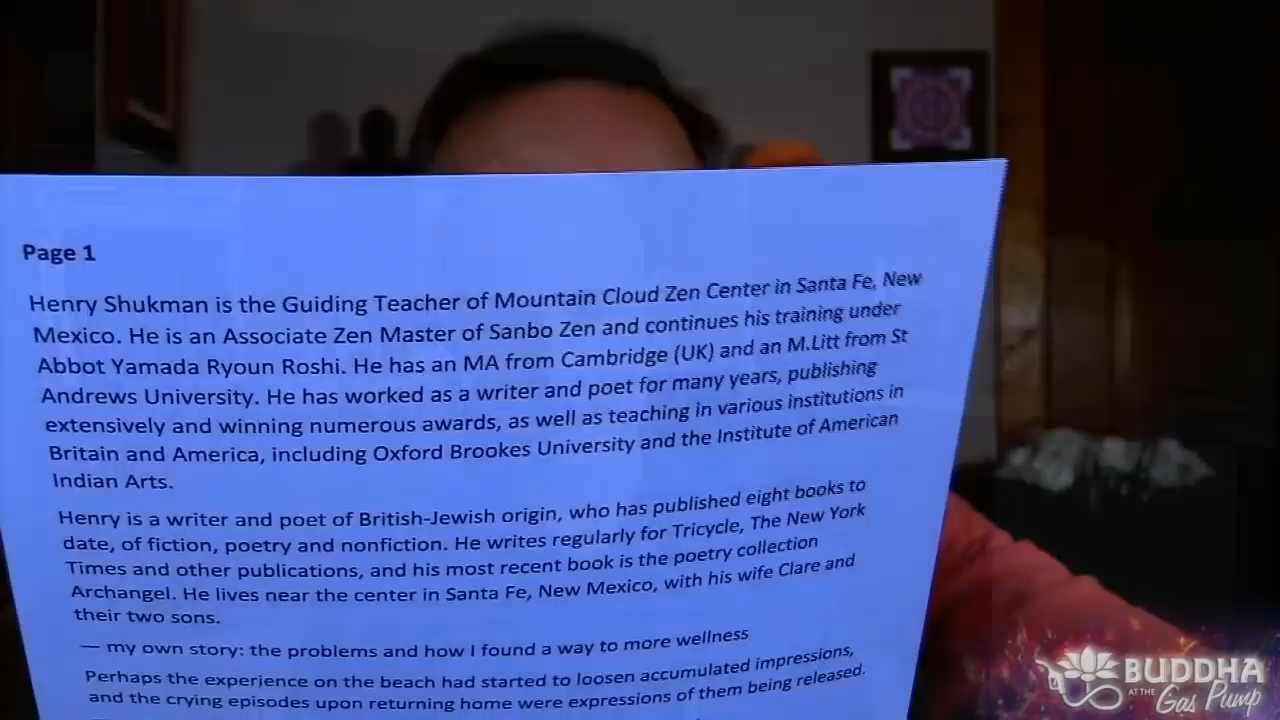 Page 1
Henry Shukman is the Guiding Teacher of Mountain Cloud Zen Center in Santa Fe, New
Mexico. He is an Associate Zen Master of Sanbo Zen and continues his training under
Abbot Yamada Ryoun Roshi. He has an MA from Cambridge (UK) and an M.Litt from St
Andrews University. He has worked as a writer and poet for many years, publishing
extensively and winning numerous awards, as well as teaching in various institutions in
Britain and America, including Oxford Brookes University and the Institute of American
Indian Arts.
Henry is a writer and poet of British-Jewish origin, who has published eight books to
date, of fiction, poetry and nonfiction. He writes regularly for Tricycle, The New York
Times and other publications, and his most recent book is the poetry collection
Archangel. He lives near the center in Santa Fe, New Mexico, with his wife Clare and
their two sons.
— my own story: the problems and how I found a way to more wellness
Perhaps the experience on the beach had started to loosen accumulated impressions,
and the crying episodes upon returning home were expressions of them being released.
BUDDHA
AT THE Gas Pump